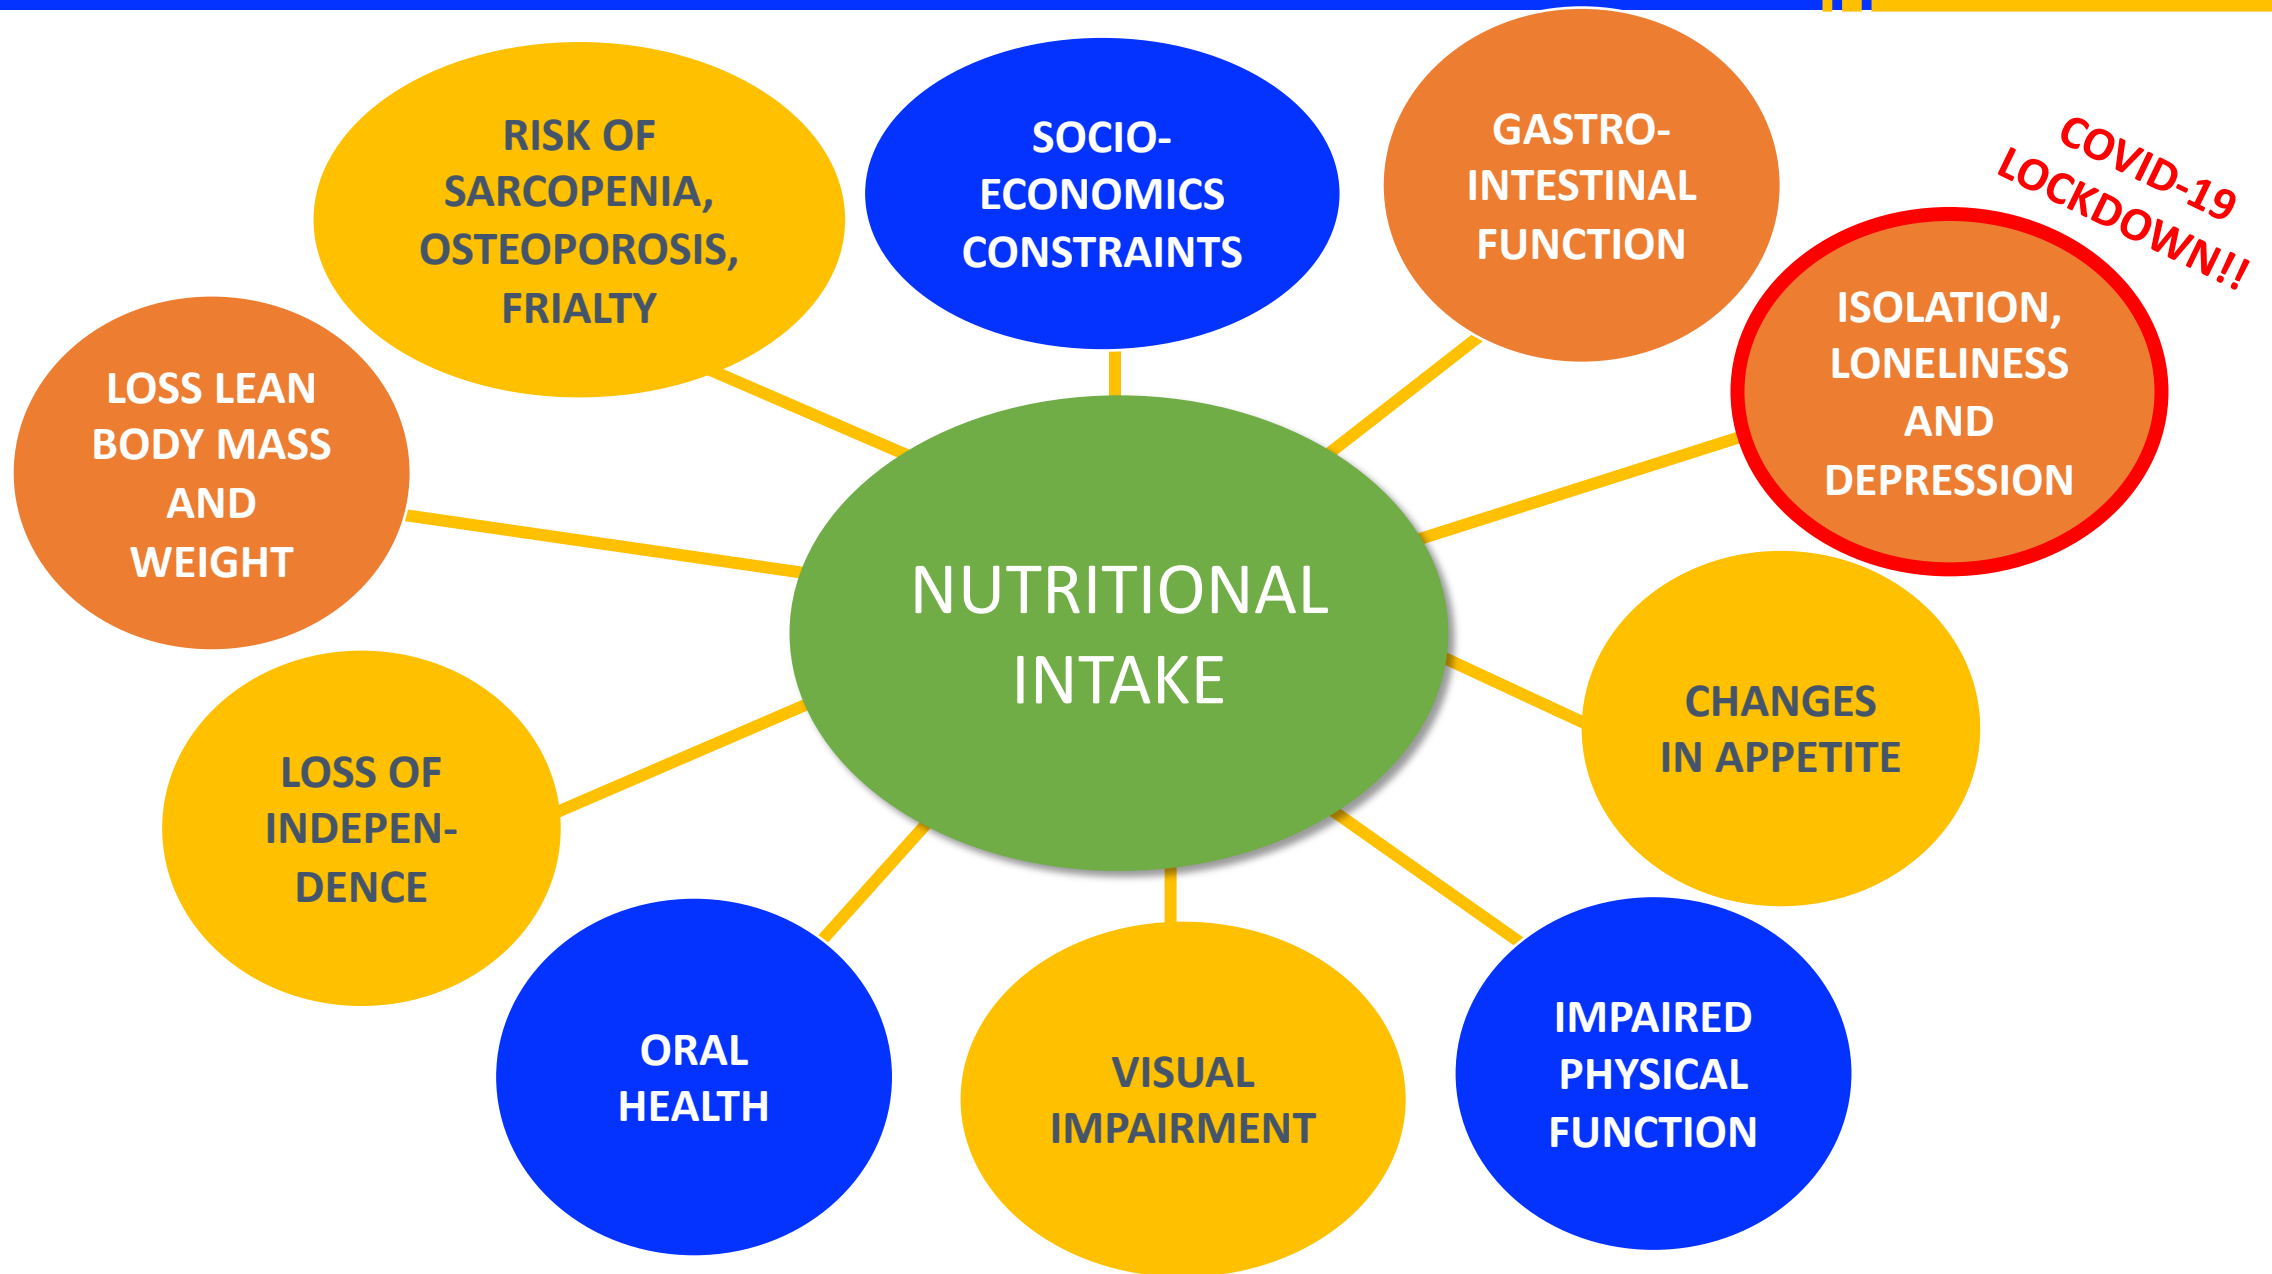 RISK OF
SARCOPENIA,
OSTEOPOROSIS,
FRIALTY
SOCIO-
ECONOMICS
CONSTRAINTS
GASTRO-
INTESTINAL
FUNCTION
COVID-19
LOCKDOWN!!
ISOLATION,
LONELINESS
AND
DEPRESSION
LOSS LEAN
BODY MASS
AND
WEIGHT
NUTRITIONAL
INTAKE
CHANGES
IN APPETITE
LOSS OF
INDEPEN-
DENCE
ORAL
HEALTH
VISUAL
IMPAIRMENT
IMPAIRED
PHYSICAL
FUNCTION